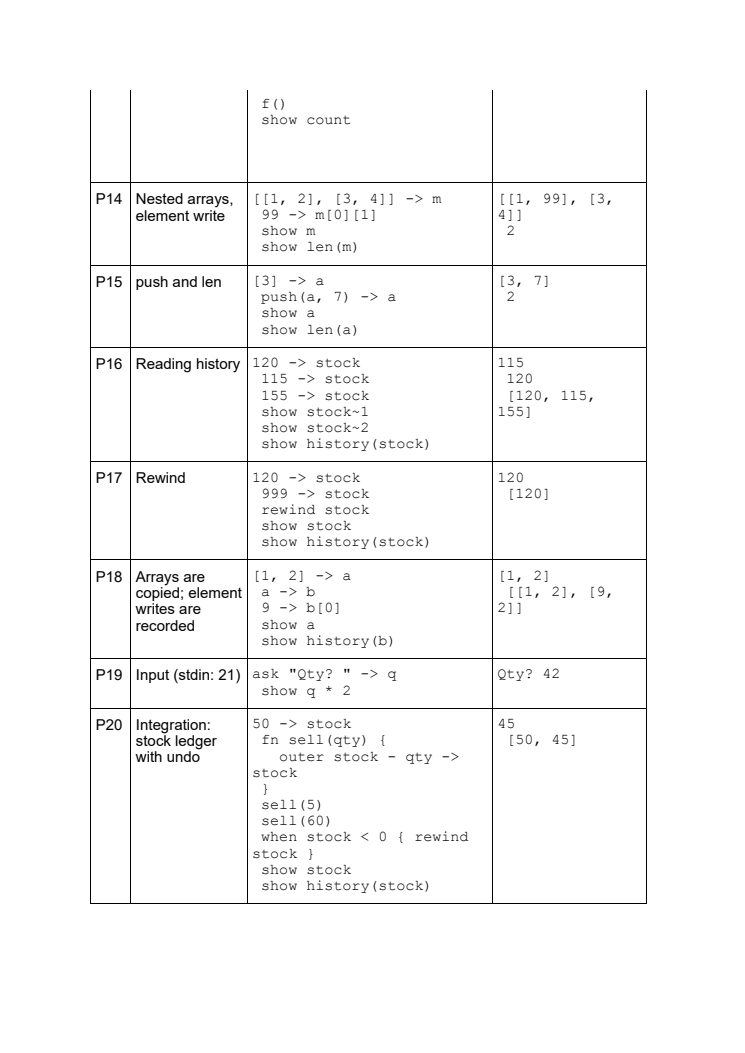 f()
show count
P14
Nested arrays,
element write
[[1, 2], [3, 4]] -> m
99 -> m[0][1]
show m
show len(m)
[[1, 99], [3,
4]]
2
P15
push and len
[3] -> a
push(a, 7) -> a
show a
show len(a)
[3, 7]
2
P16
Reading history
120 -> stock
115 -> stock
155 -> stock
show stock~1
show stock~2
show history(stock)
115
120
[120, 115,
155]
P17
Rewind
120 -> stock
999 -> stock
rewind stock
show stock
show history(stock)
120
[120]
P18
Arrays are
copied; element
writes are
recorded
[1, 2] -> a
a -> b
9 -> b[0]
show a
show history(b)
[1, 2]
[[1, 2], [9,
2]]
P19
Input (stdin: 21)
ask "Qty? " -> q
show q * 2
Qty? 42
P20
Integration:
stock ledger
with undo
50 -> stock
fn sell(qty) {
outer stock - qty ->
stock
}
sell(5)
sell(60)
when stock < 0 { rewind
stock }
show stock
show history(stock)
45
[50, 45]